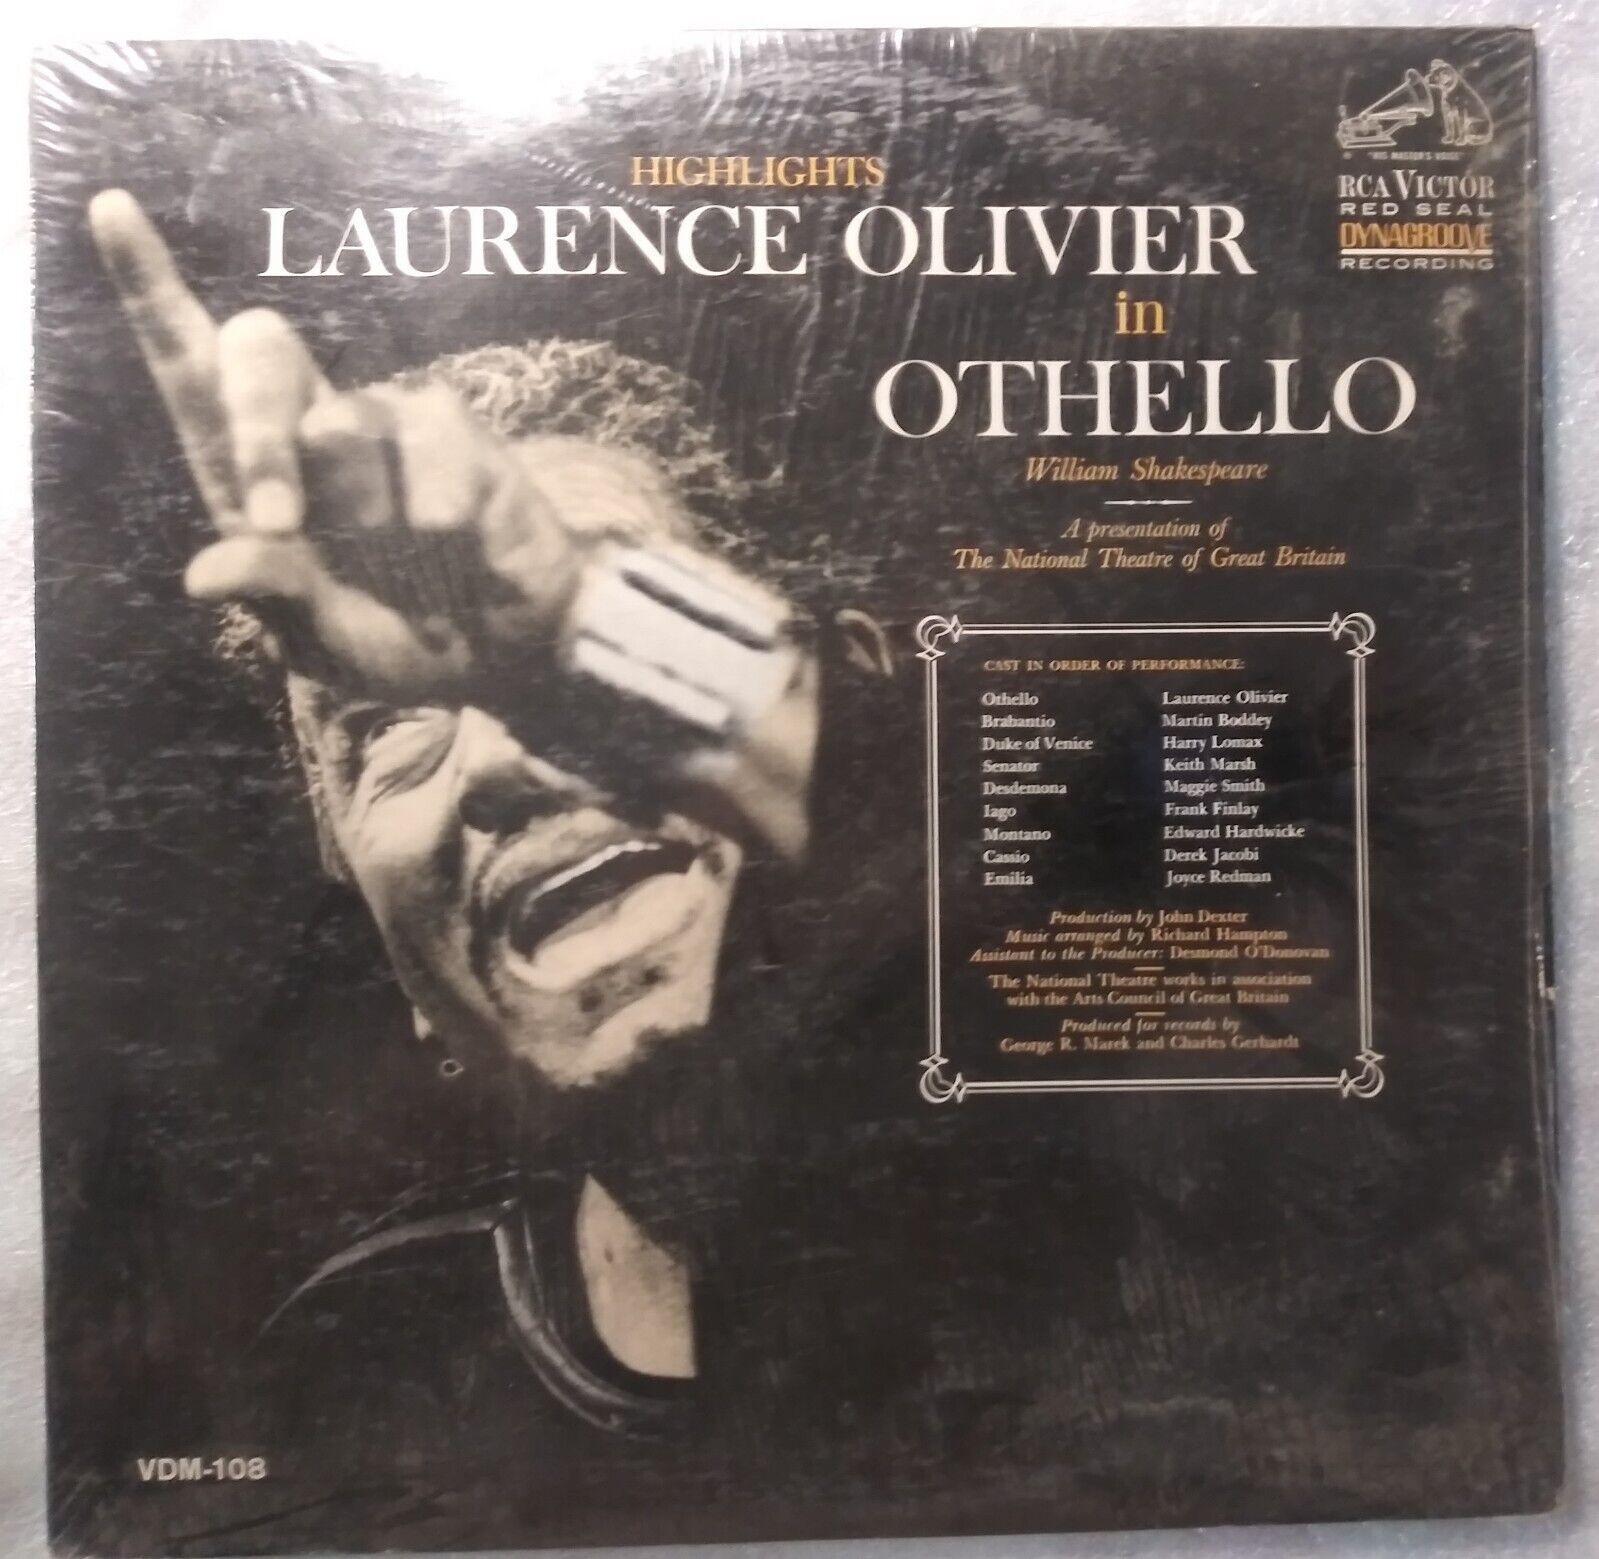 "HIS MASTER'S VOICE"
RCA VICTOR
RED SEAL
DYNAGROOVE
RECORDING
HIGHLIGHTS
LAURENCE OLIVIER
in
OTHELLO
William Shakespeare
A presentation of
The National Theatre of Great Britain
CAST IN ORDER OF PERFORMANCE:
Othello Laurence Olivier
Brabantio Martin Boddey
Duke of Venice Harry Lomax
Senator Keith Marsh
Desdemona Maggie Smith
Iago Frank Finlay
Montano Edward Hardwicke
Cassio Derek Jacobi
Emilia Joyce Redman
Production by John Dexter
Music arranged by Richard Hampton
Assistant to the Producer: Desmond O'Donovan
The National Theatre works in association
with the Arts Council of Great Britain
Produced for records by
George R. Marek and Charles Gerhardt
VDM-108